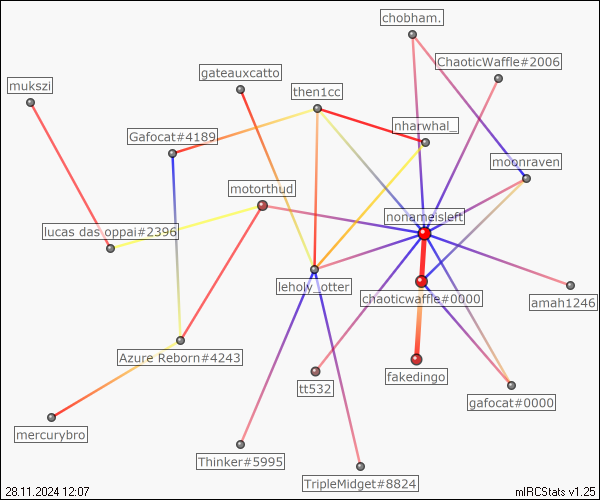 chobham.
ChaoticWaffle#2006
gateauxcatto
mukszi
then1cc
nharwhal_
Gafocat#4189
moonraven
motorthud
nonameisleft
lucas das oppai#2396
leholy_otter
chaoticwaffle#0000
amah1246
Azure Reborn#4243
fakedingo
tt532
gafocat#0000
mercurybro
Thinker#5995
TripleMidget#8824
28.11.2024 12:07
mIRCStats v1.25